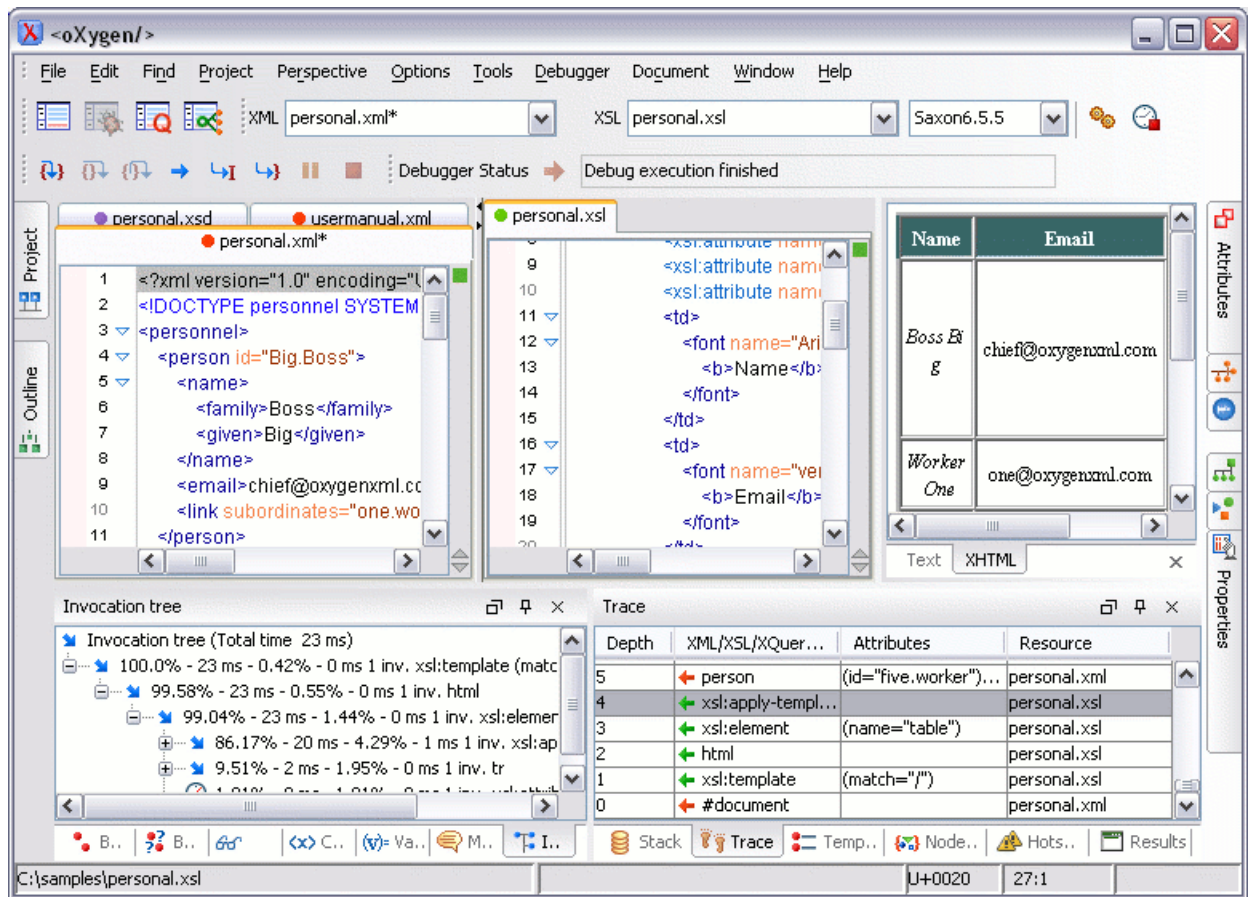 <oXygen/>
File Edit Find Project Perspective Options Tools Debugger Document Window Help
XML personal.xml* XSL personal.xsl Saxon6.5.5
Debugger Status Debug execution finished
Project
Outline
personal.xsd usermanual.xml
personal.xml*
1 <?xml version="1.0" encoding="U
2 <!DOCTYPE personnel SYSTEM
3 <personnel>
4 <person id="Big.Boss">
5 <name>
6 <family>Boss</family>
7 <given>Big</given>
8 </name>
9 <email>chief@oxygenxml.cc
10 <link subordinates="one.wo
11 </person>
personal.xsl
8 <xsl:attribute nam
9 <xsl:attribute nam
10 <xsl:attribute nam
11 <td>
12 <font name="Ari
13 <b>Name</b>
14 </font>
15 </td>
16 <td>
17 <font name="ver
18 <b>Email</b>
19 </font>
20 </td>
Name Email
Boss Bi
g
chief@oxygenxml.com
Worker
One
one@oxygenxml.com
Text XHTML
Attributes
Properties
Invocation tree
Invocation tree (Total time 23 ms)
100.0% - 23 ms - 0.42% - 0 ms 1 inv. xsl:template (matc
99.58% - 23 ms - 0.55% - 0 ms 1 inv. html
99.04% - 23 ms - 1.44% - 0 ms 1 inv. xsl:elemer
86.17% - 20 ms - 4.29% - 1 ms 1 inv. xsl:ap
9.51% - 2 ms - 1.95% - 0 ms 1 inv. tr
B.. B.. <x> C.. (v)= Va.. M.. I..
Trace
Depth XML/XSL/XQuer... Attributes Resource
5 person (id="five.worker")... personal.xml
4 xsl:apply-templ... personal.xsl
3 xsl:element (name="table") personal.xsl
2 html personal.xsl
1 xsl:template (match="/") personal.xsl
0 #document personal.xml
Stack Trace Temp.. Node.. Hots.. Results
C:\samples\personal.xsl U+0020 27:1